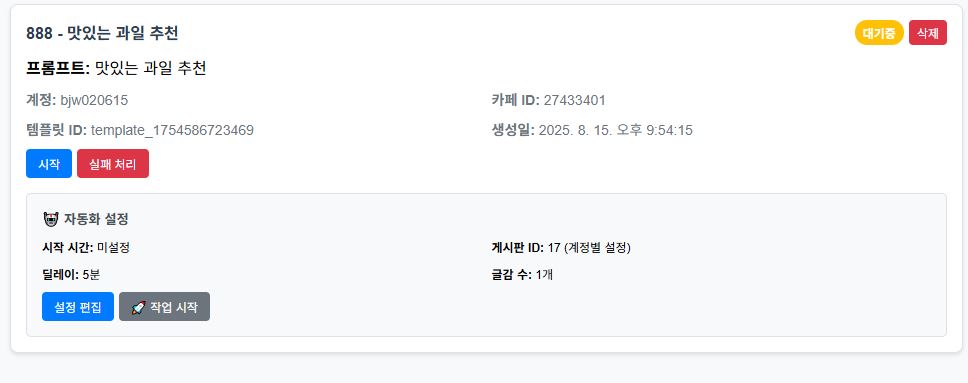 888 - 맛있는 과일 추천
대기중 삭제
프롬프트: 맛있는 과일 추천
계정: bjw020615 카페 ID: 27433401
템플릿 ID: template_1754586723469 생성일: 2025. 8. 15. 오후 9:54:15
시작 실패 처리
자동화 설정
시작 시간: 미설정 게시판 ID: 17 (계정별 설정)
딜레이: 5분 글감 수: 1개
설정 편집 작업 시작